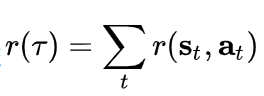 r(τ) = ∑_t r(𝐬_t, 𝐚_t)